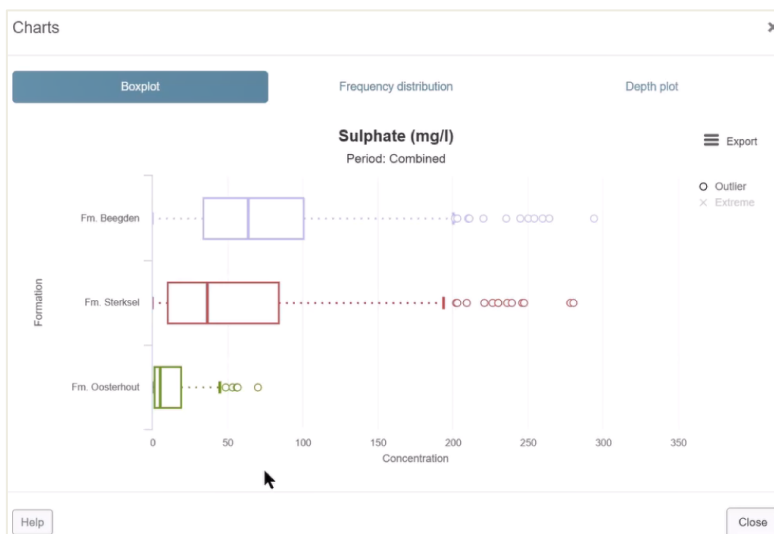 Charts
Boxplot Frequency distribution Depth plot
Sulphate (mg/l)
Period: Combined
Export
Outlier
Extreme
Formation
Fm. Beegden
Fm. Sterksel
Fm. Oosterhout
0 50 100 150 200 250 300 350
Concentration
Help Close